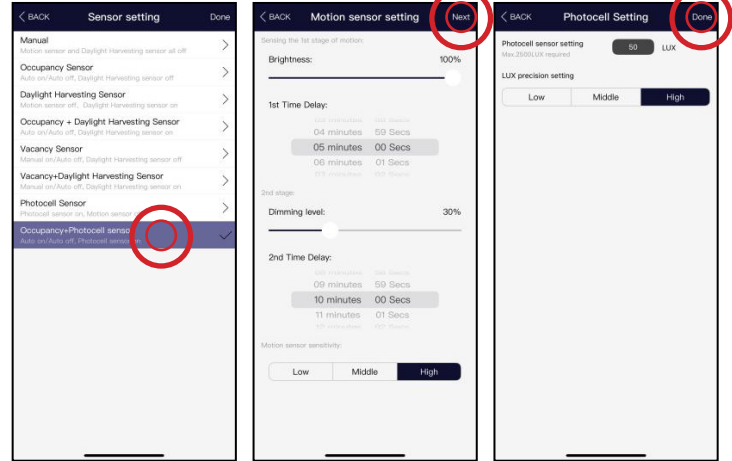 < BACK Sensor setting Done
Manual
Motion sensor and Daylight Harvesting sensor all off
Occupancy Sensor
Auto on/Auto off, Daylight Harvesting sensor off
Daylight Harvesting Sensor
Motion sensor off, Daylight Harvesting sensor on
Occupancy + Daylight Harvesting Sensor
Auto on/Auto off, Daylight Harvesting sensor on
Vacancy Sensor
Manual on/Auto off, Daylight Harvesting sensor off
Vacancy+Daylight Harvesting Sensor
Manual on/Auto off, Daylight Harvesting sensor on
Photocell Sensor
Photocell sensor on, Motion sensor
Occupancy+Photocell sensor
Auto on/Auto off, Photocell sensor on
< BACK Motion sensor setting Next
Sensing the 1st stage of motion:
Brightness: 100%
1st Time Delay:
04 minutes 59 Secs
05 minutes 00 Secs
06 minutes 01 Secs
2nd stage:
Dimming level: 30%
2nd Time Delay:
09 minutes 59 Secs
10 minutes 00 Secs
11 minutes 01 Secs
Motion sensor sensitivity:
Low Middle High
< BACK Photocell Setting Done
Photocell sensor setting 50 LUX
Max.2500LUX required
LUX precision setting
Low Middle High